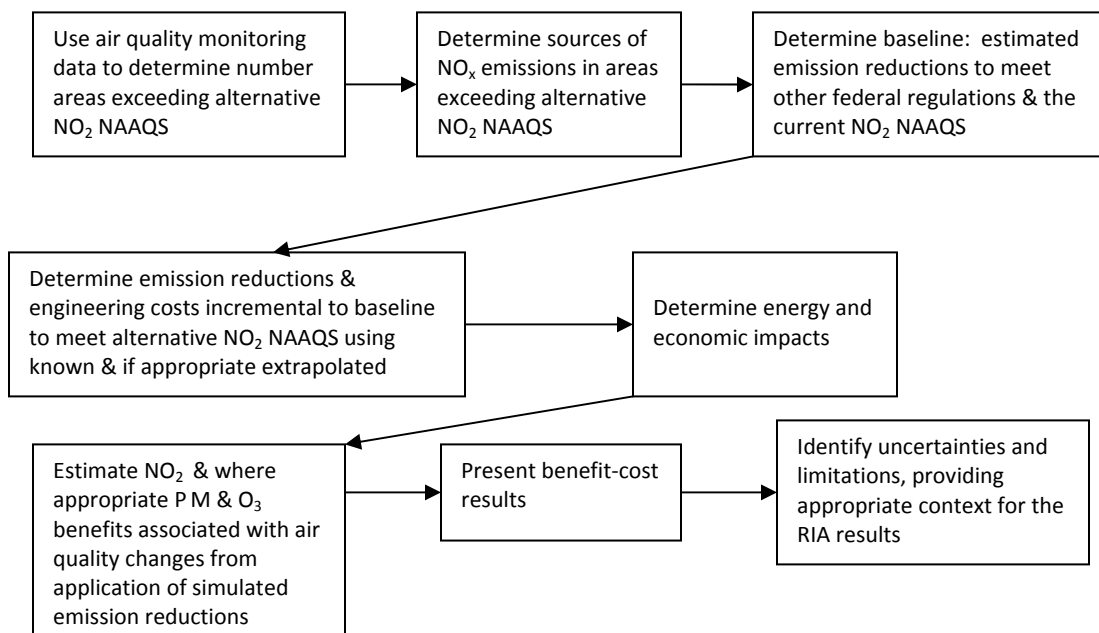 Use air quality monitoring
data to determine number
areas exceeding alternative
NO₂ NAAQS
Determine sources of
NOₓ emissions in areas
exceeding alternative
NO₂ NAAQS
Determine baseline:  estimated
emission reductions to meet
other federal regulations & the
current NO₂ NAAQS
Determine emission reductions &
engineering costs incremental to baseline
to meet alternative NO₂ NAAQS using
known & if appropriate extrapolated
Determine energy and
economic impacts
Estimate NO₂ & where
appropriate P M & O₃
benefits associated with air
quality changes from
application of simulated
emission reductions
Present benefit-cost
results
Identify uncertainties and
limitations, providing
appropriate context for the
RIA results